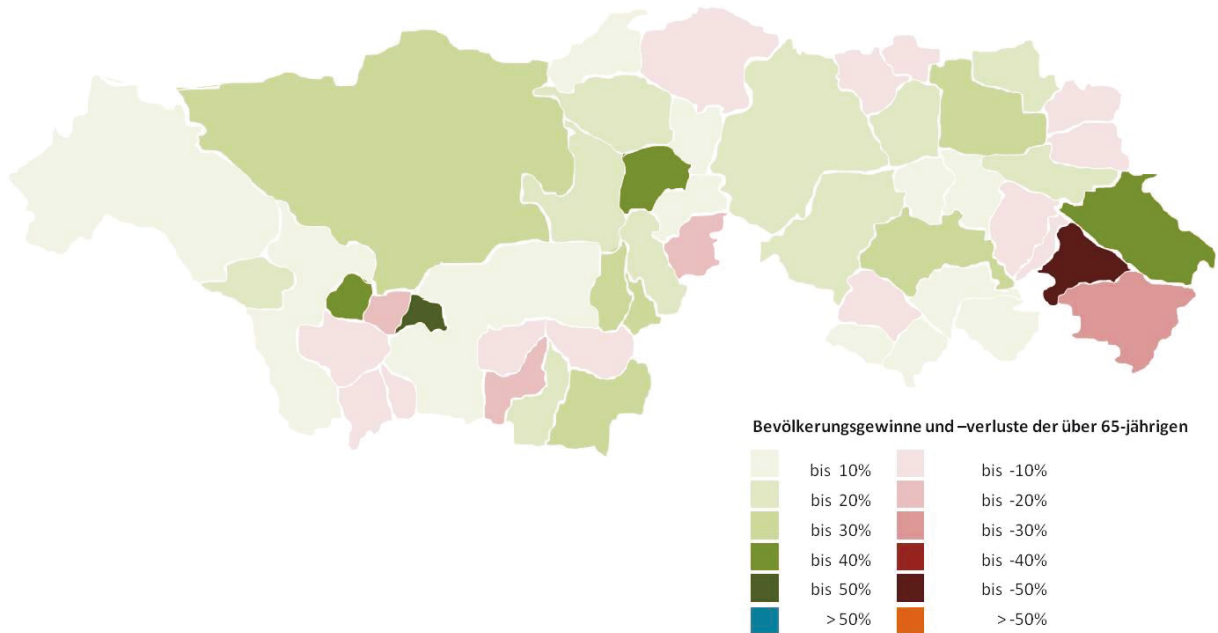 Bevölkerungsgewinne und –verluste der über 65-jährigen
bis 10% bis -10%
bis 20% bis -20%
bis 30% bis -30%
bis 40% bis -40%
bis 50% bis -50%
> 50% > -50%